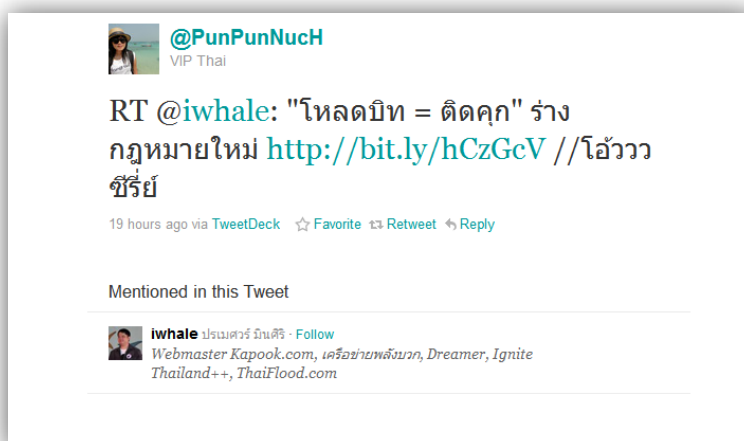 @PunPunNucH
VIP Thai
RT @iwhale: "โหลดบิท = ติดคุก" ร่าง
กฎหมายใหม่ http://bit.ly/hCzGcV //โอ้ววว
ซีรี่ย์
19 hours ago via TweetDeck Favorite Retweet Reply
Mentioned in this Tweet
iwhale ปรเมศวร์ มินศิริ · Follow
Webmaster Kapook.com, เครือข่ายพลังบวก, Dreamer, Ignite
Thailand++, ThaiFlood.com